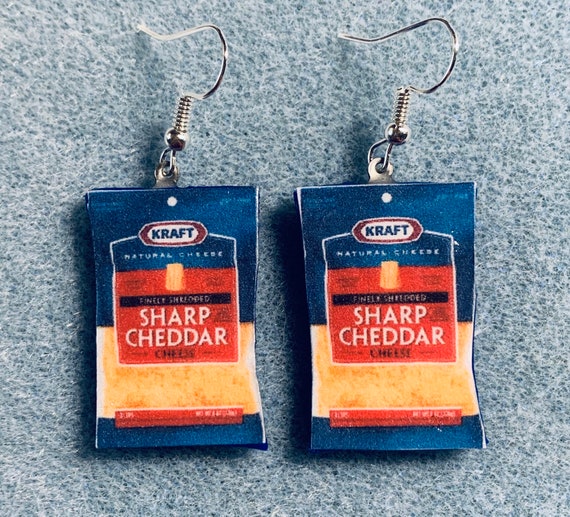 KRAFT
NATURAL CHEESE
FINELY SHREDDED
SHARP
CHEDDAR
CHEESE
KRAFT
NATURAL CHEESE
FINELY SHREDDED
SHARP
CHEDDAR
CHEESE